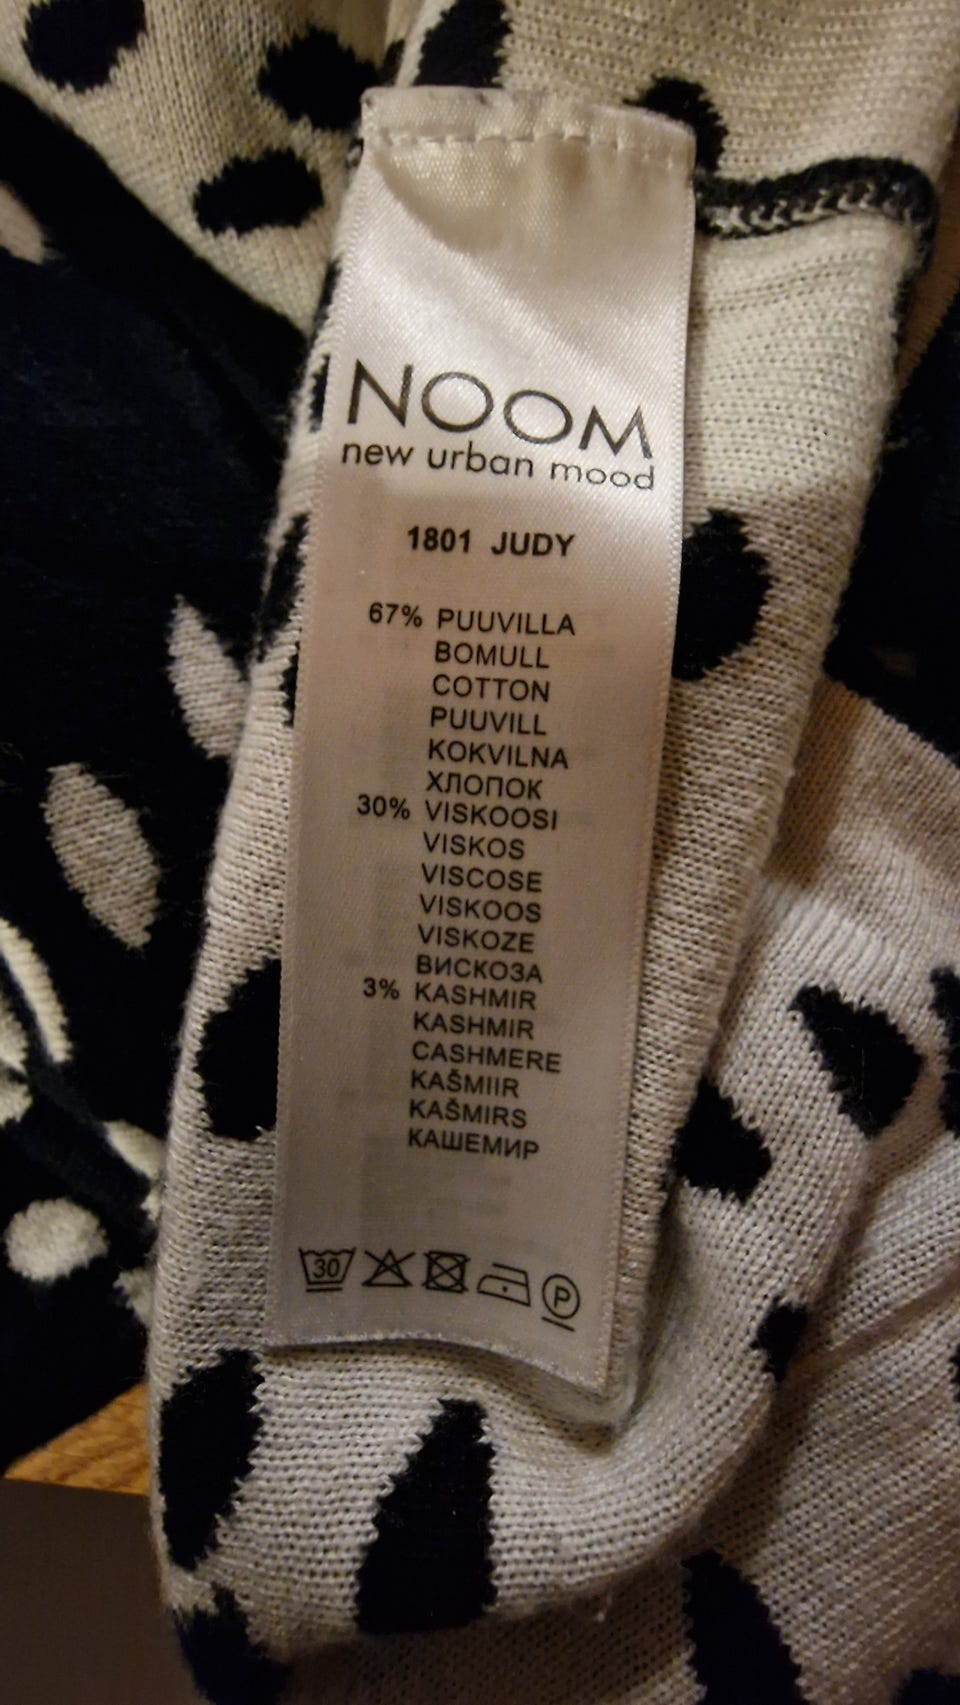 NOOM
new urban mood
1801 JUDY
67% PUUVILLA
BOMULL
COTTON
PUUVILL
KOKVILNA
ХЛОПОК
30% VISKOOSI
VISKOS
VISCOSE
VISKOOS
VISKOZE
ВИСКОЗА
3% KASHMIR
KASHMIR
CASHMERE
KAŠMIIR
KAŠMIRS
КАШЕМИР
30 P